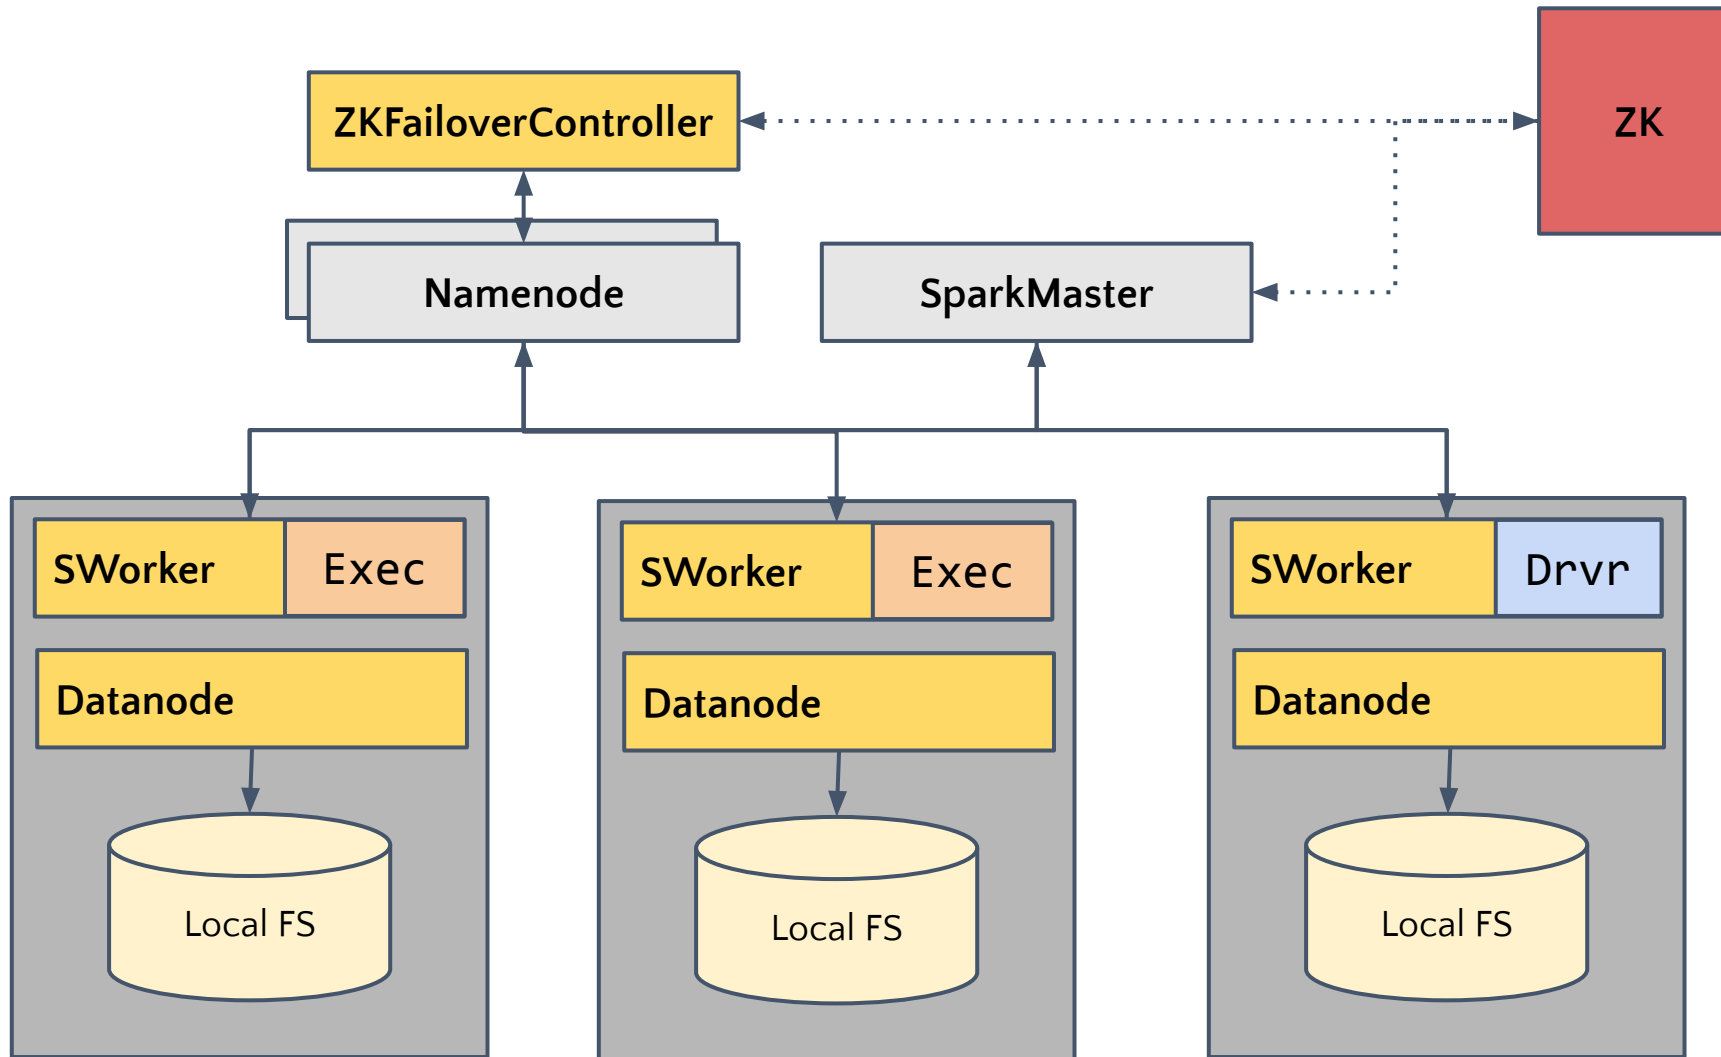 ZKFailoverController
ZK
Namenode
SparkMaster
SWorker
Exec
SWorker
Exec
SWorker
Drvr
Datanode
Datanode
Datanode
Local FS
Local FS
Local FS